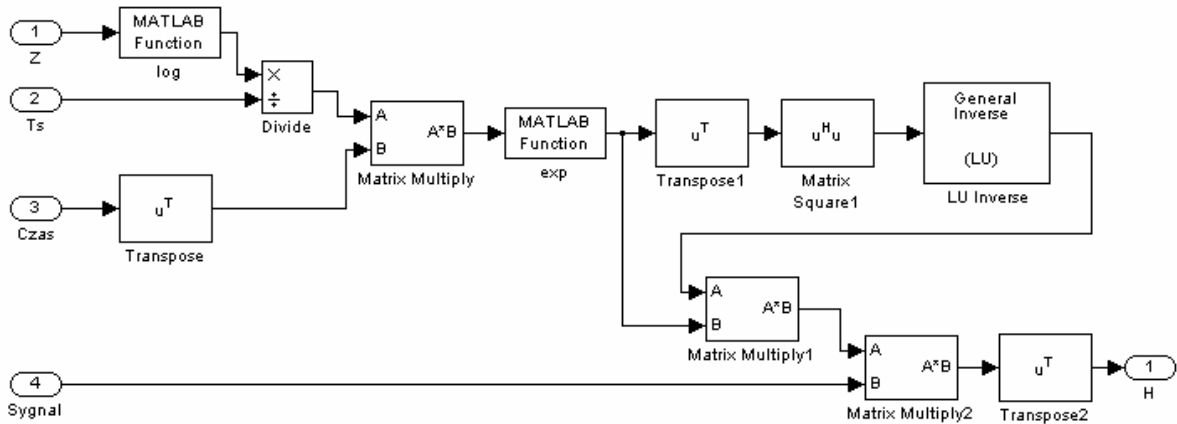 1
Z
MATLAB
Function
log
×
÷
Divide
2
Ts
A
B
A*B
Matrix Multiply
MATLAB
Function
exp
u^T
Transpose1
u^H u
Matrix
Square1
General
Inverse
(LU)
LU Inverse
3
Czas
u^T
Transpose
A
B
A*B
Matrix Multiply1
4
Sygnal
A
B
A*B
Matrix Multiply2
u^T
Transpose2
1
H